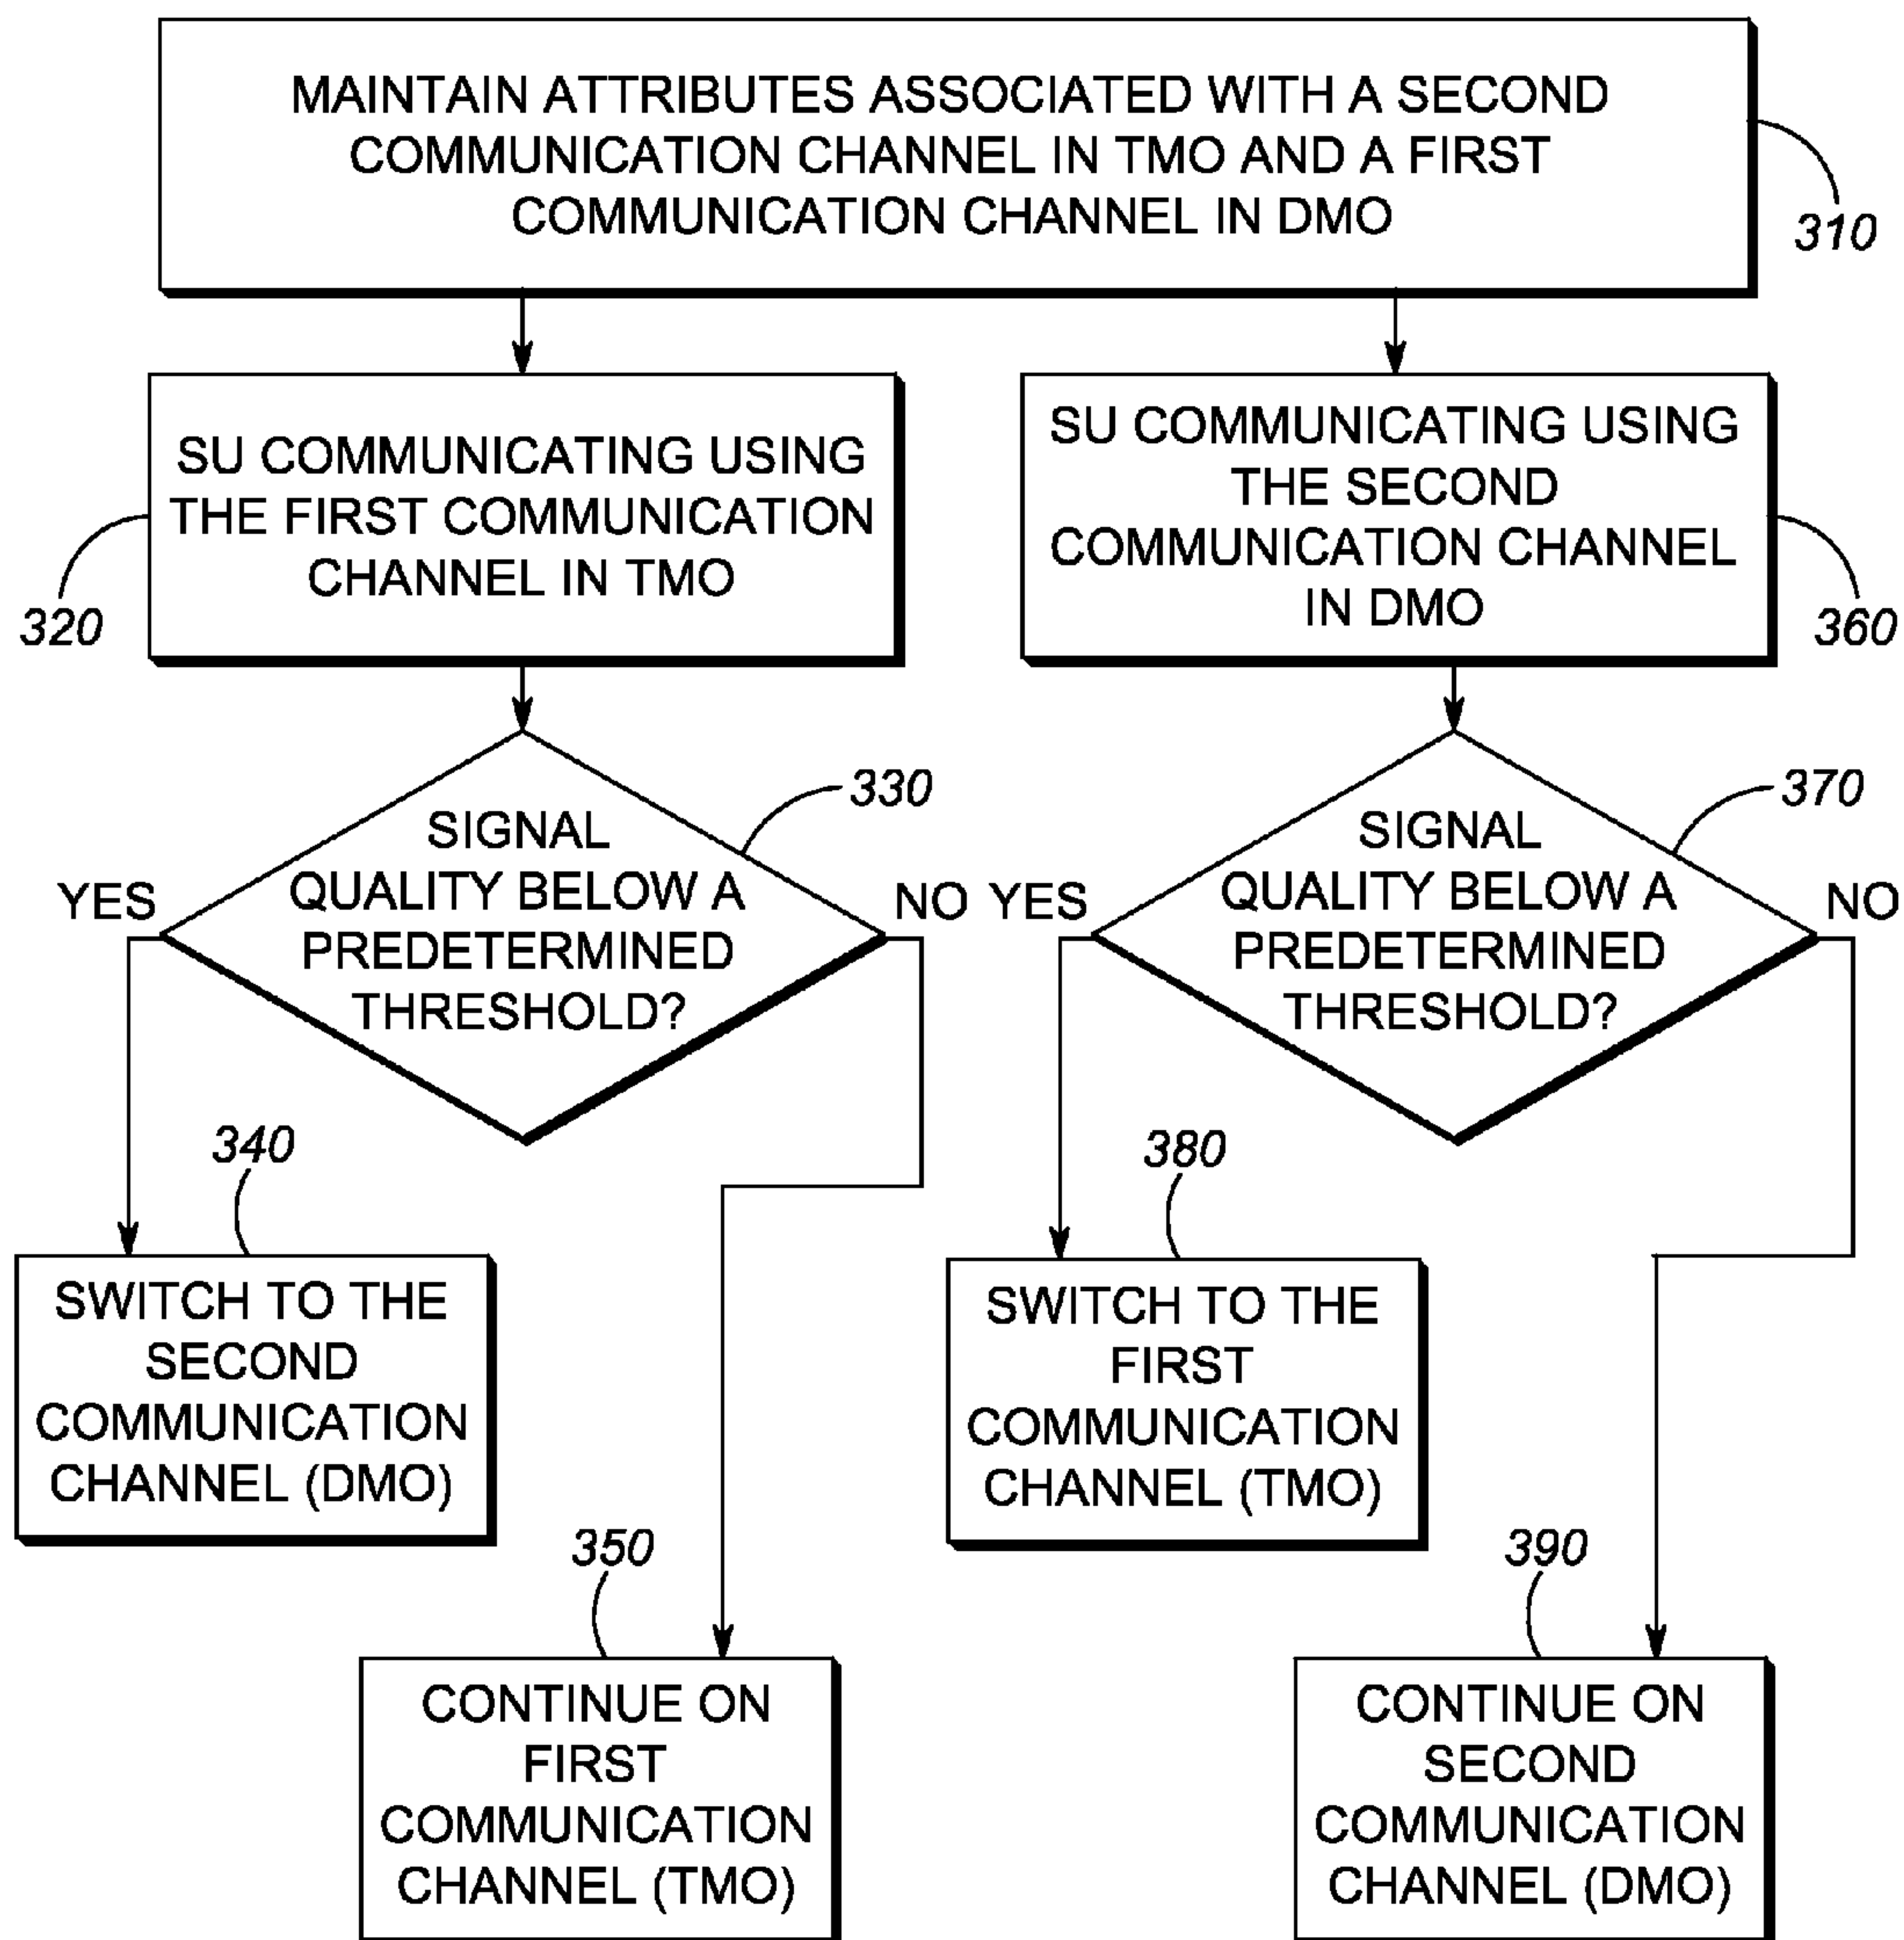 MAINTAIN ATTRIBUTES ASSOCIATED WITH A SECOND
COMMUNICATION CHANNEL IN TMO AND A FIRST
COMMUNICATION CHANNEL IN DMO
310
SU COMMUNICATING USING
THE FIRST COMMUNICATION
CHANNEL IN TMO
320
SU COMMUNICATING USING
THE SECOND
COMMUNICATION CHANNEL
IN DMO
360
330
SIGNAL
QUALITY BELOW A
PREDETERMINED
THRESHOLD?
YES
NO
370
SIGNAL
QUALITY BELOW A
PREDETERMINED
THRESHOLD?
YES
NO
340
SWITCH TO THE
SECOND
COMMUNICATION
CHANNEL (DMO)
380
SWITCH TO THE
FIRST
COMMUNICATION
CHANNEL (TMO)
350
CONTINUE ON
FIRST
COMMUNICATION
CHANNEL (TMO)
390
CONTINUE ON
SECOND
COMMUNICATION
CHANNEL (DMO)